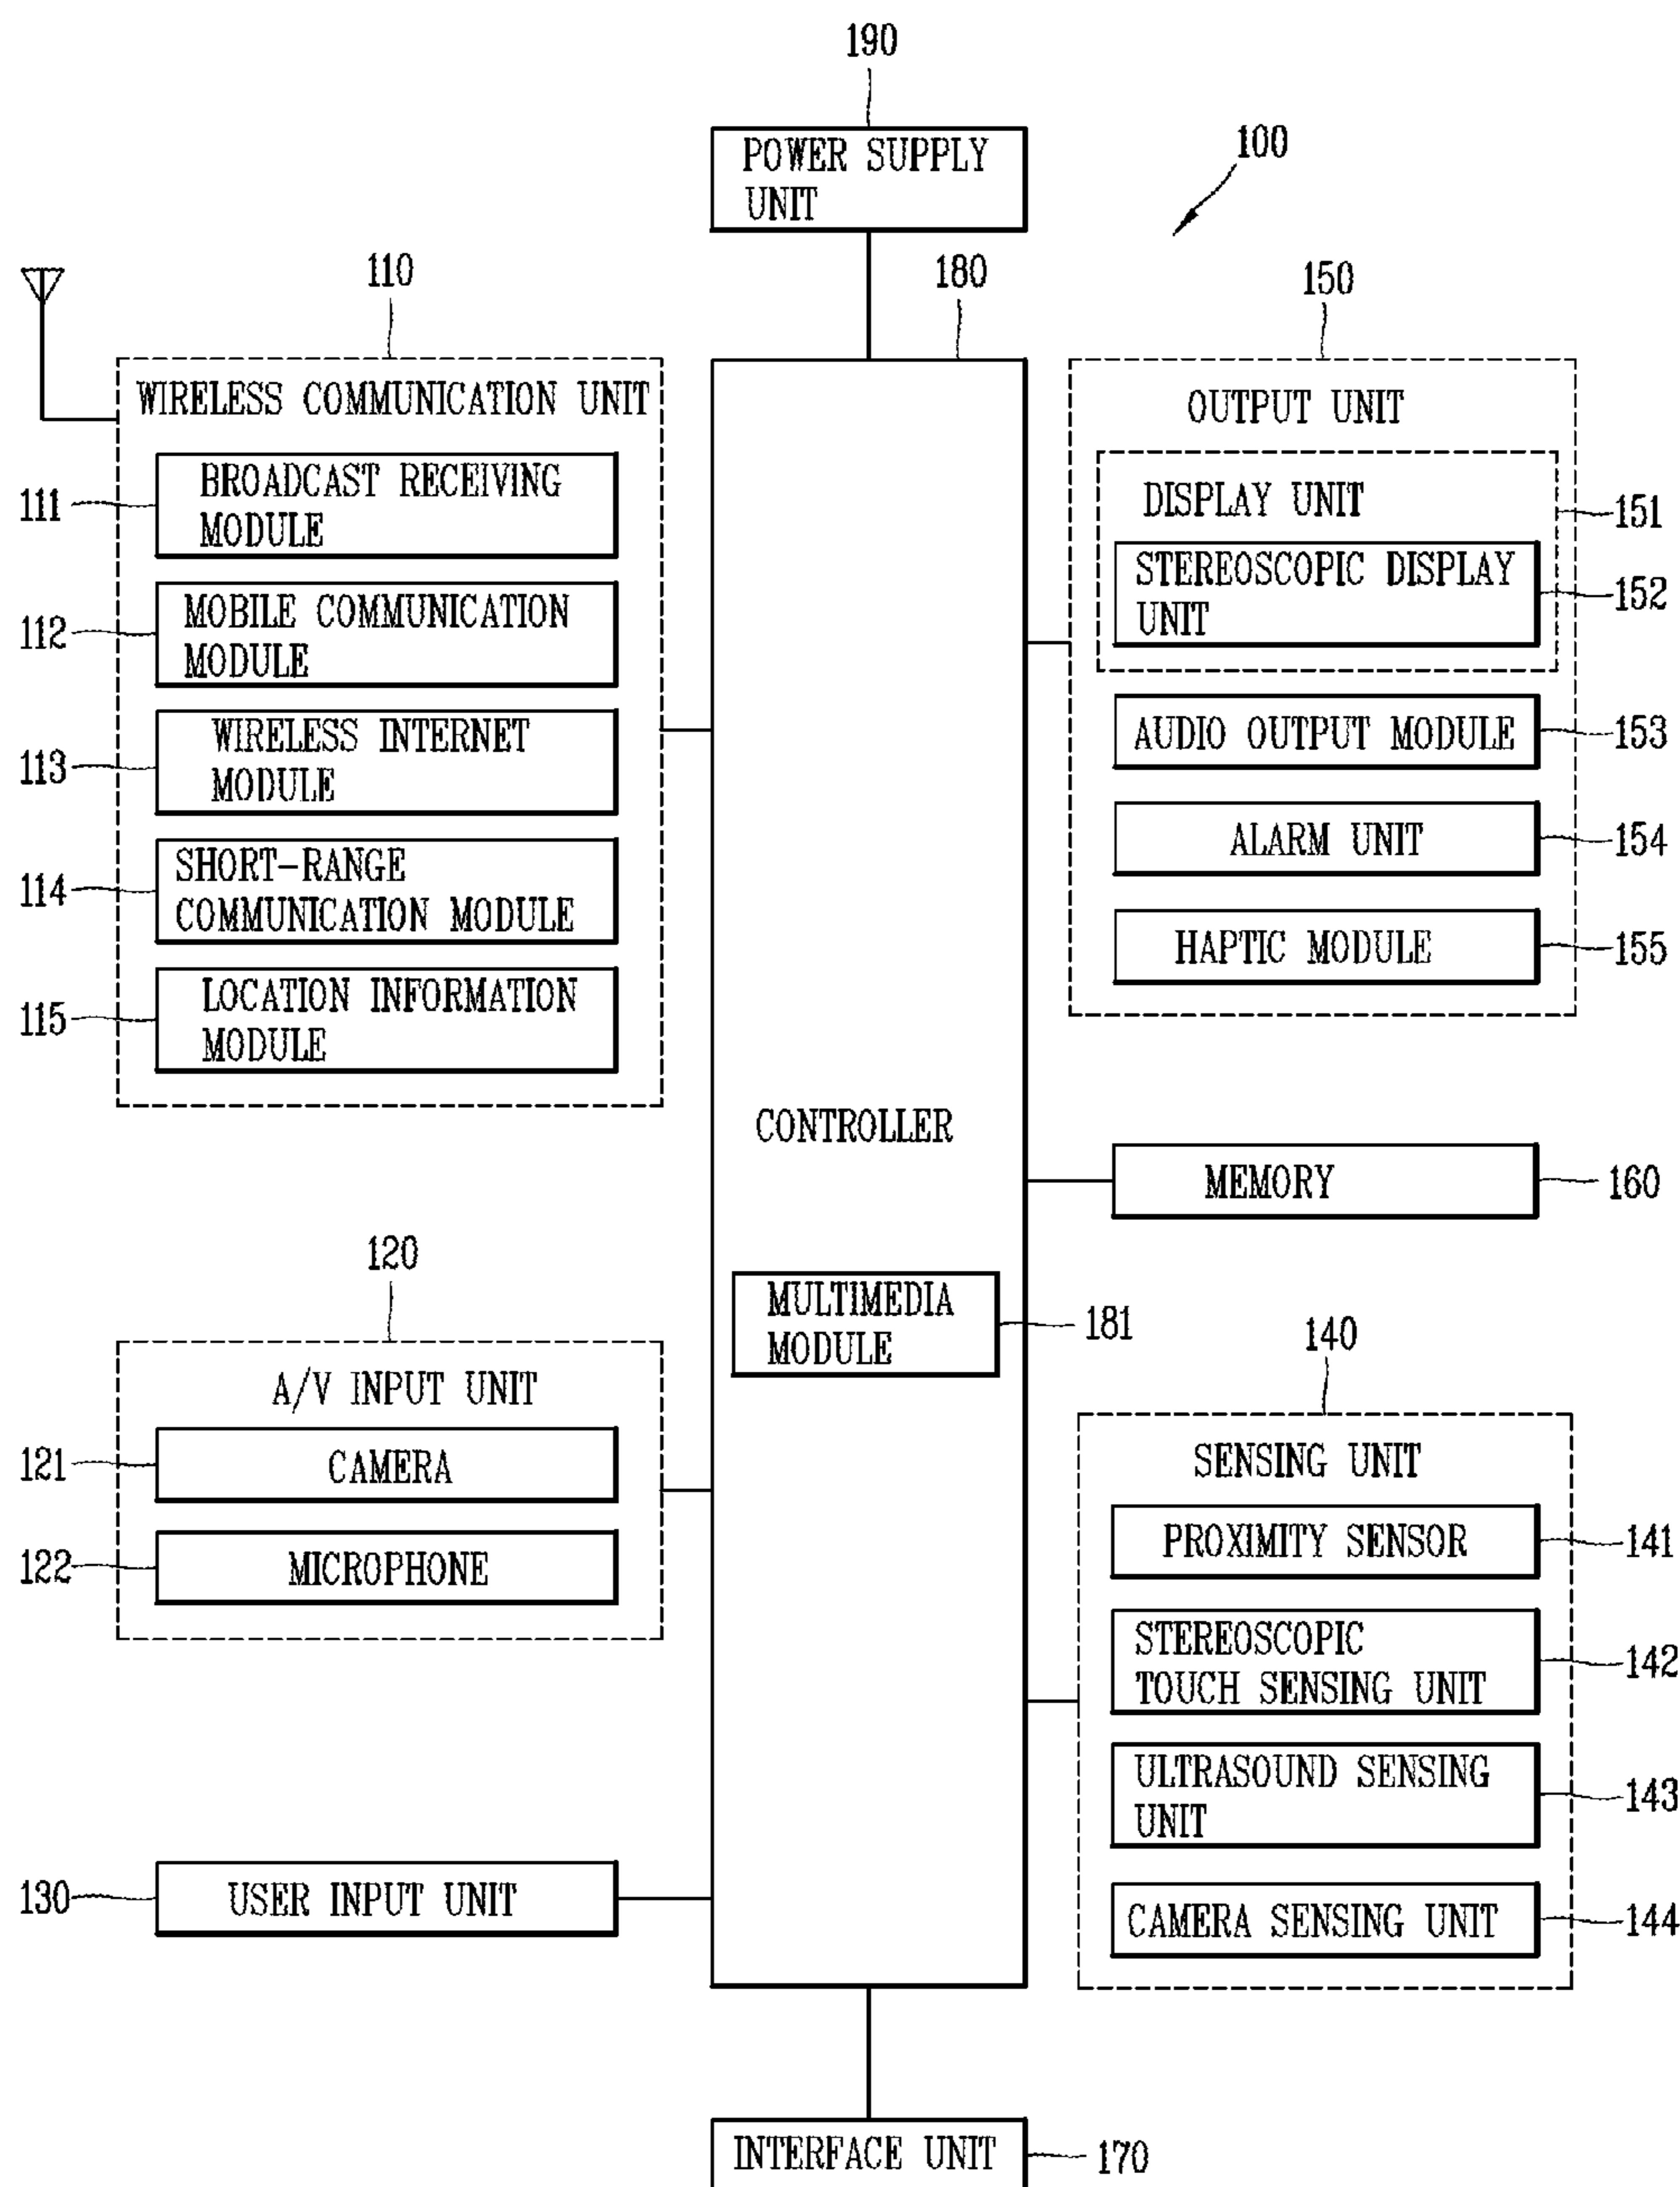 190
POWER SUPPLY
UNIT
100
110
180
150
WIRELESS COMMUNICATION UNIT
111
BROADCAST RECEIVING
MODULE
112
MOBILE COMMUNICATION
MODULE
113
WIRELESS INTERNET
MODULE
114
SHORT-RANGE
COMMUNICATION MODULE
115
LOCATION INFORMATION
MODULE
OUTPUT UNIT
DISPLAY UNIT
151
STEREOSCOPIC DISPLAY
UNIT
152
AUDIO OUTPUT MODULE
153
ALARM UNIT
154
HAPTIC MODULE
155
CONTROLLER
MULTIMEDIA
MODULE
181
MEMORY
160
120
A/V INPUT UNIT
121
CAMERA
122
MICROPHONE
140
SENSING UNIT
PROXIMITY SENSOR
141
STEREOSCOPIC
TOUCH SENSING UNIT
142
ULTRASOUND SENSING
UNIT
143
CAMERA SENSING UNIT
144
130
USER INPUT UNIT
INTERFACE UNIT
170